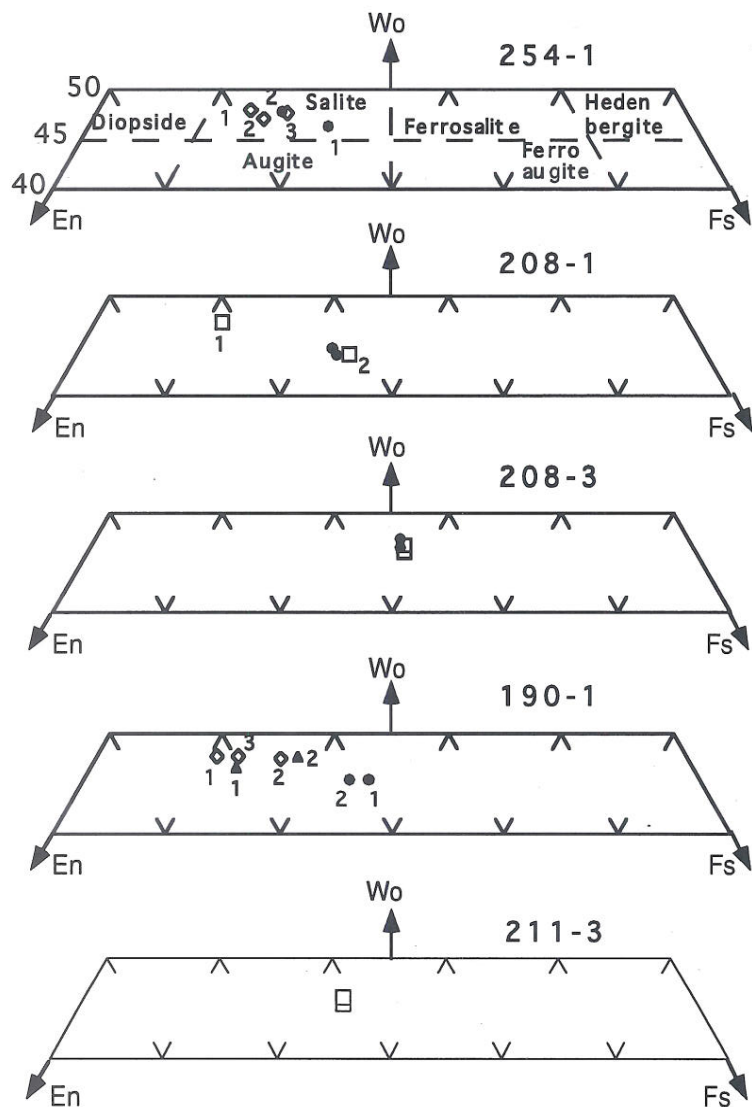 Wo
254-1
50
45
40
Diopside
Salite
Ferrosalite
Heden
bergite
Augite
Ferro
augite
1
2
2
3
1
En
Fs
Wo
208-1
1
2
En
Fs
Wo
208-3
En
Fs
Wo
190-1
3
1
1
2
2
2
1
En
Fs
Wo
211-3
En
Fs